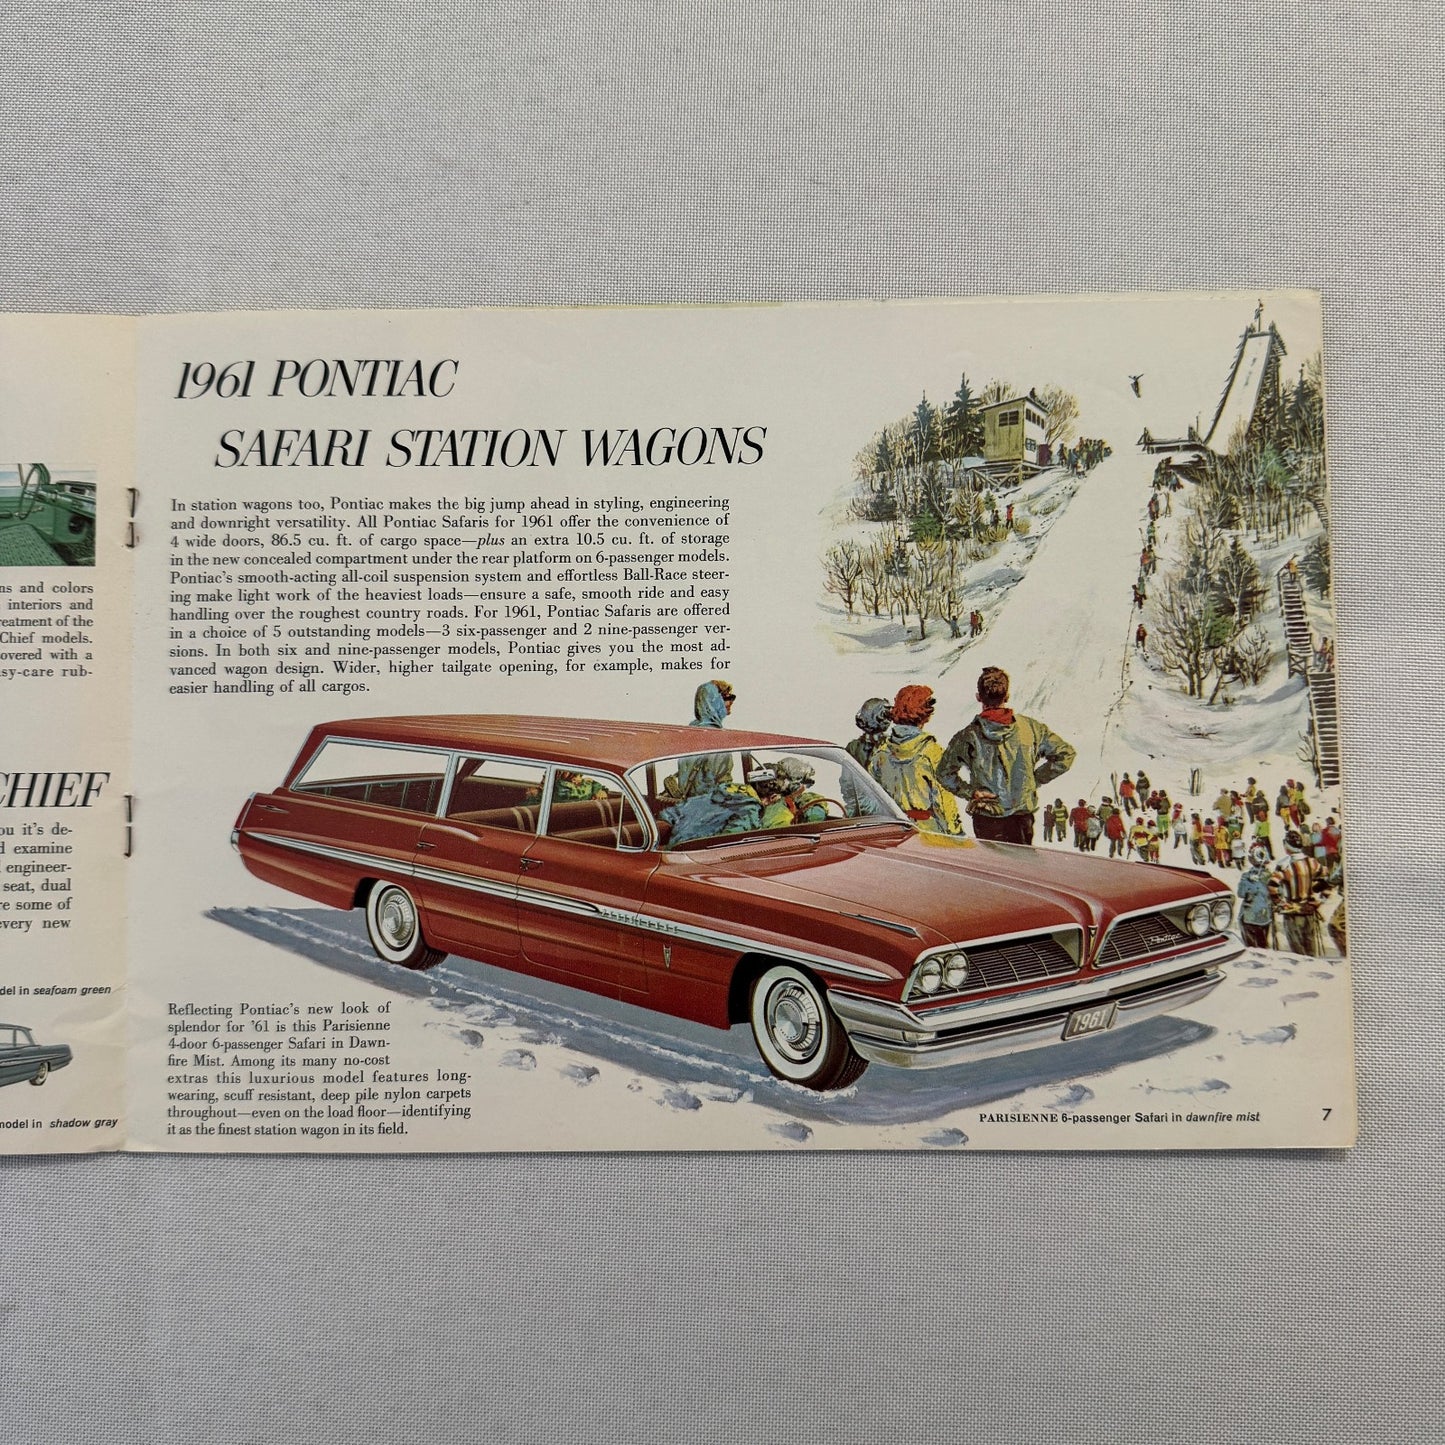 ns and colors
interiors and
eatment of the
Chief models.
overed with a
sy-care rub-
CHIEF
ou it's de-
d examine
engineer-
seat, dual
re some of
every new
del in seafoam green
model in shadow gray
1961 PONTIAC
SAFARI STATION WAGONS
In station wagons too, Pontiac makes the big jump ahead in styling, engineering
and downright versatility. All Pontiac Safaris for 1961 offer the convenience of
4 wide doors, 86.5 cu. ft. of cargo space—plus an extra 10.5 cu. ft. of storage
in the new concealed compartment under the rear platform on 6-passenger models.
Pontiac's smooth-acting all-coil suspension system and effortless Ball-Race steer-
ing make light work of the heaviest loads—ensure a safe, smooth ride and easy
handling over the roughest country roads. For 1961, Pontiac Safaris are offered
in a choice of 5 outstanding models—3 six-passenger and 2 nine-passenger ver-
sions. In both six and nine-passenger models, Pontiac gives you the most ad-
vanced wagon design. Wider, higher tailgate opening, for example, makes for
easier handling of all cargos.
Pontiac
1961
Reflecting Pontiac's new look of
splendor for '61 is this Parisienne
4-door 6-passenger Safari in Dawn-
fire Mist. Among its many no-cost
extras this luxurious model features long-
wearing, scuff resistant, deep pile nylon carpets
throughout—even on the load floor—identifying
it as the finest station wagon in its field.
PARISIENNE 6-passenger Safari in dawnfire mist
7